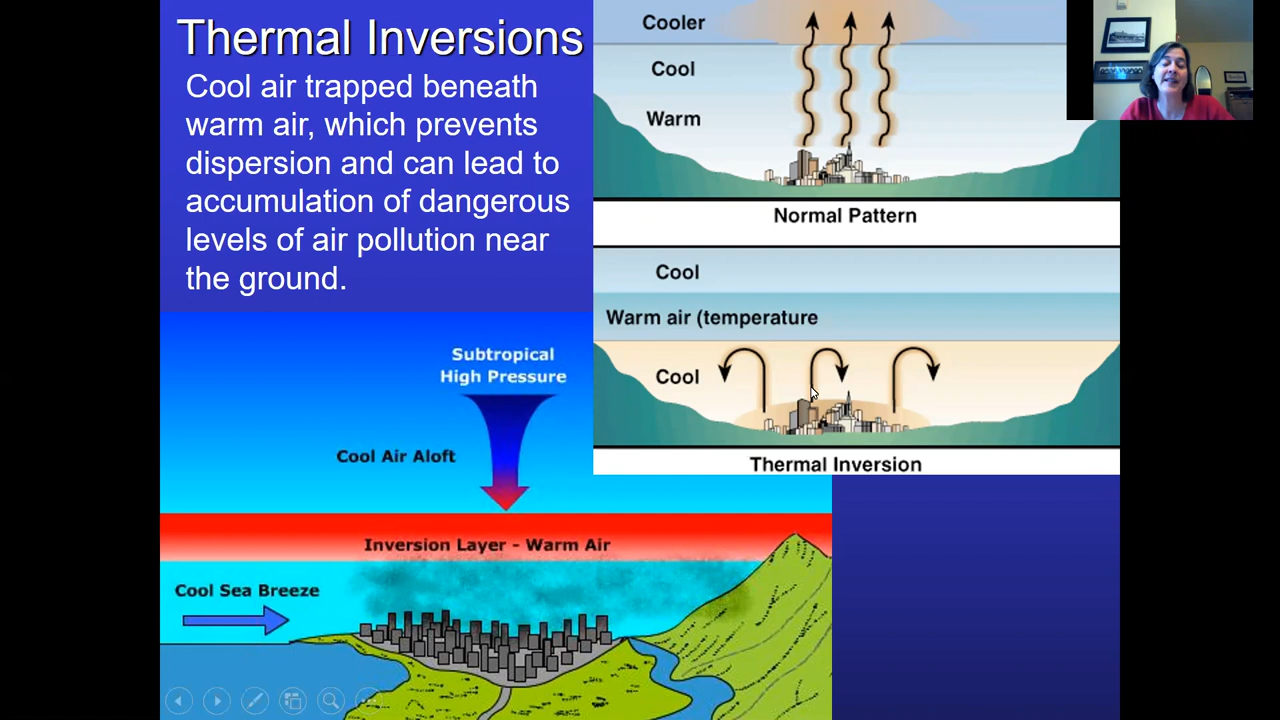 Thermal Inversions
Cool air trapped beneath
warm air, which prevents
dispersion and can lead to
accumulation of dangerous
levels of air pollution near
the ground.
Cooler
Cool
Warm
Normal Pattern
Cool
Warm air (temperature
Cool
Thermal Inversion
Subtropical
High Pressure
Cool Air Aloft
Inversion Layer - Warm Air
Cool Sea Breeze